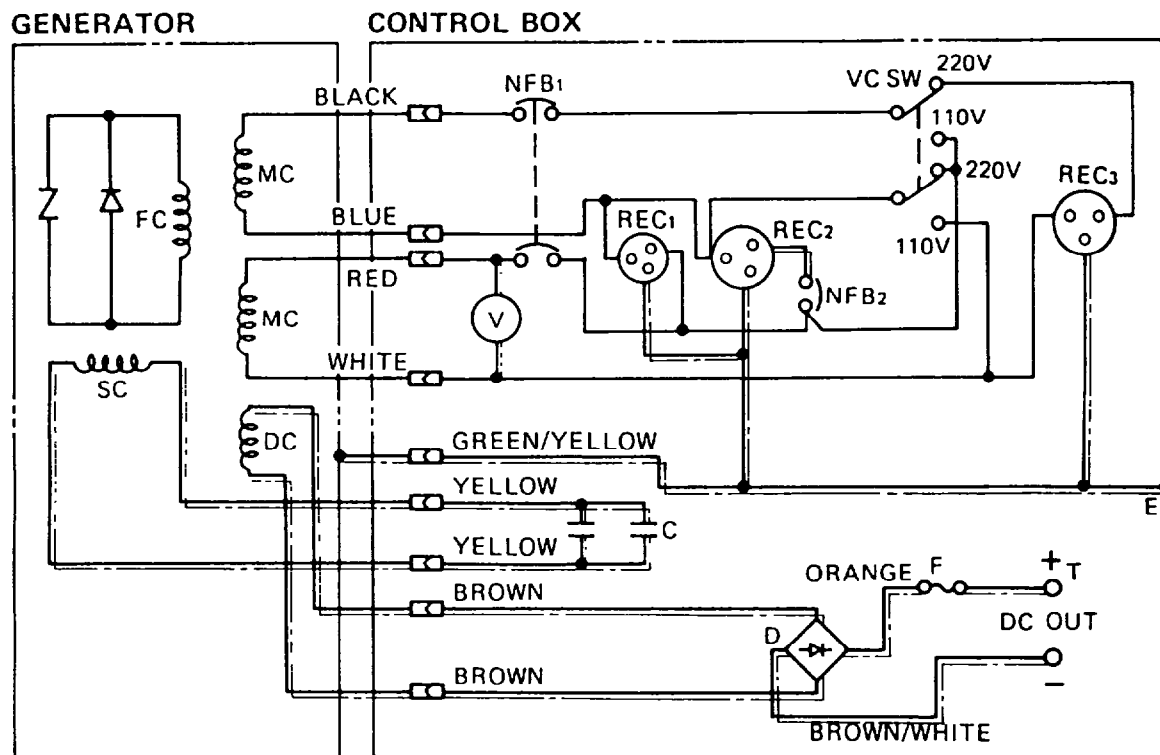 GENERATOR
CONTROL BOX
BLACK
NFB1
VC SW
220V
110V
MC
FC
BLUE
REC1
REC2
220V
REC3
RED
110V
MC
V
NFB2
WHITE
SC
DC
GREEN/YELLOW
YELLOW
E
C
YELLOW
ORANGE
F
+
T
BROWN
D
DC OUT
BROWN
−
BROWN/WHITE